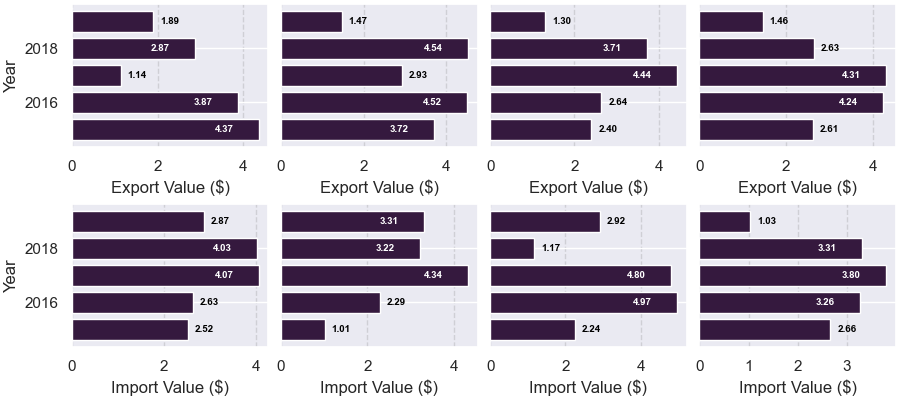 Year
2018
2016
1.89
2.87
1.14
3.87
4.37
0 2 4
Export Value ($)
1.47
4.54
2.93
4.52
3.72
0 2 4
Export Value ($)
1.30
3.71
4.44
2.64
2.40
0 2 4
Export Value ($)
1.46
2.63
4.31
4.24
2.61
0 2 4
Export Value ($)
Year
2018
2016
2.87
4.03
4.07
2.63
2.52
0 2 4
Import Value ($)
3.31
3.22
4.34
2.29
1.01
0 2 4
Import Value ($)
2.92
1.17
4.80
4.97
2.24
0 2 4
Import Value ($)
1.03
3.31
3.80
3.26
2.66
0 1 2 3
Import Value ($)